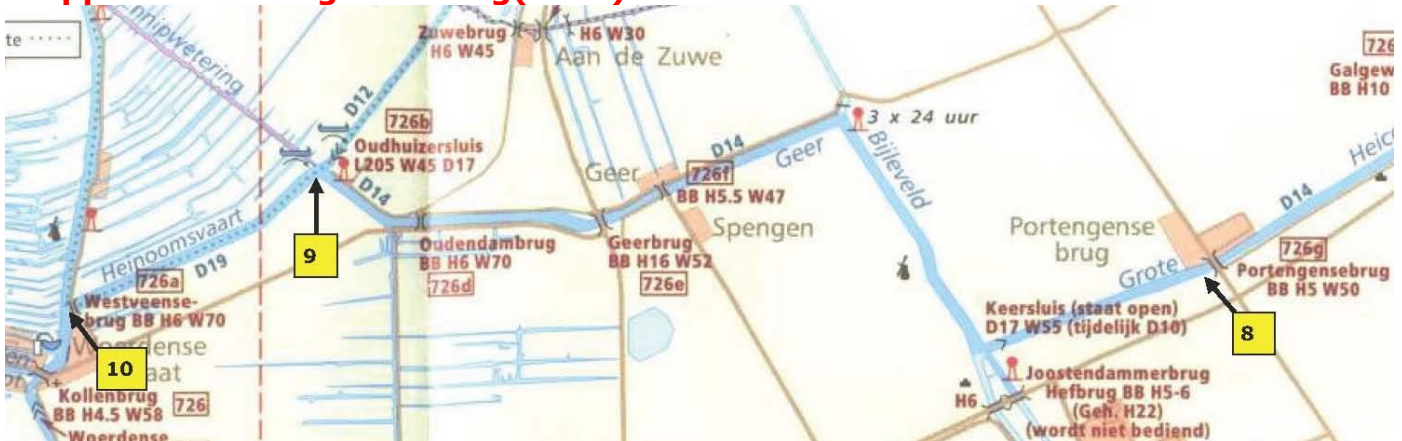 te .....
nnipwetering
D12
Zuwebrug
H6 W45
H6 W30
Aan de Zuwe
726
Galgew
BB H10
726b
Oudhuizersluis
L205 W45 D17
D14
Geer
726f
BB H5.5 W47
D14
Geer
3 x 24 uur
Bijleveld
D14
Heic
Spengen
Portengense
brug
Heinoomsvaart
D19
9
Oudendambrug
BB H6 W70
726d
Geerbrug
BB H16 W52
726e
Grote
726g
Portengensebrug
BB H5 W50
8
726a
Westveense-
brug BB H6 W70
Keersluis (staat open)
D17 W55 (tijdelijk D10)
Woerdense
aat
10
Kollenbrug
BB H4.5 W58
726
Woerdense
H6
Joostendammerbrug
Hefbrug BB H5-6
(Geh. H22)
(wordt niet bediend)